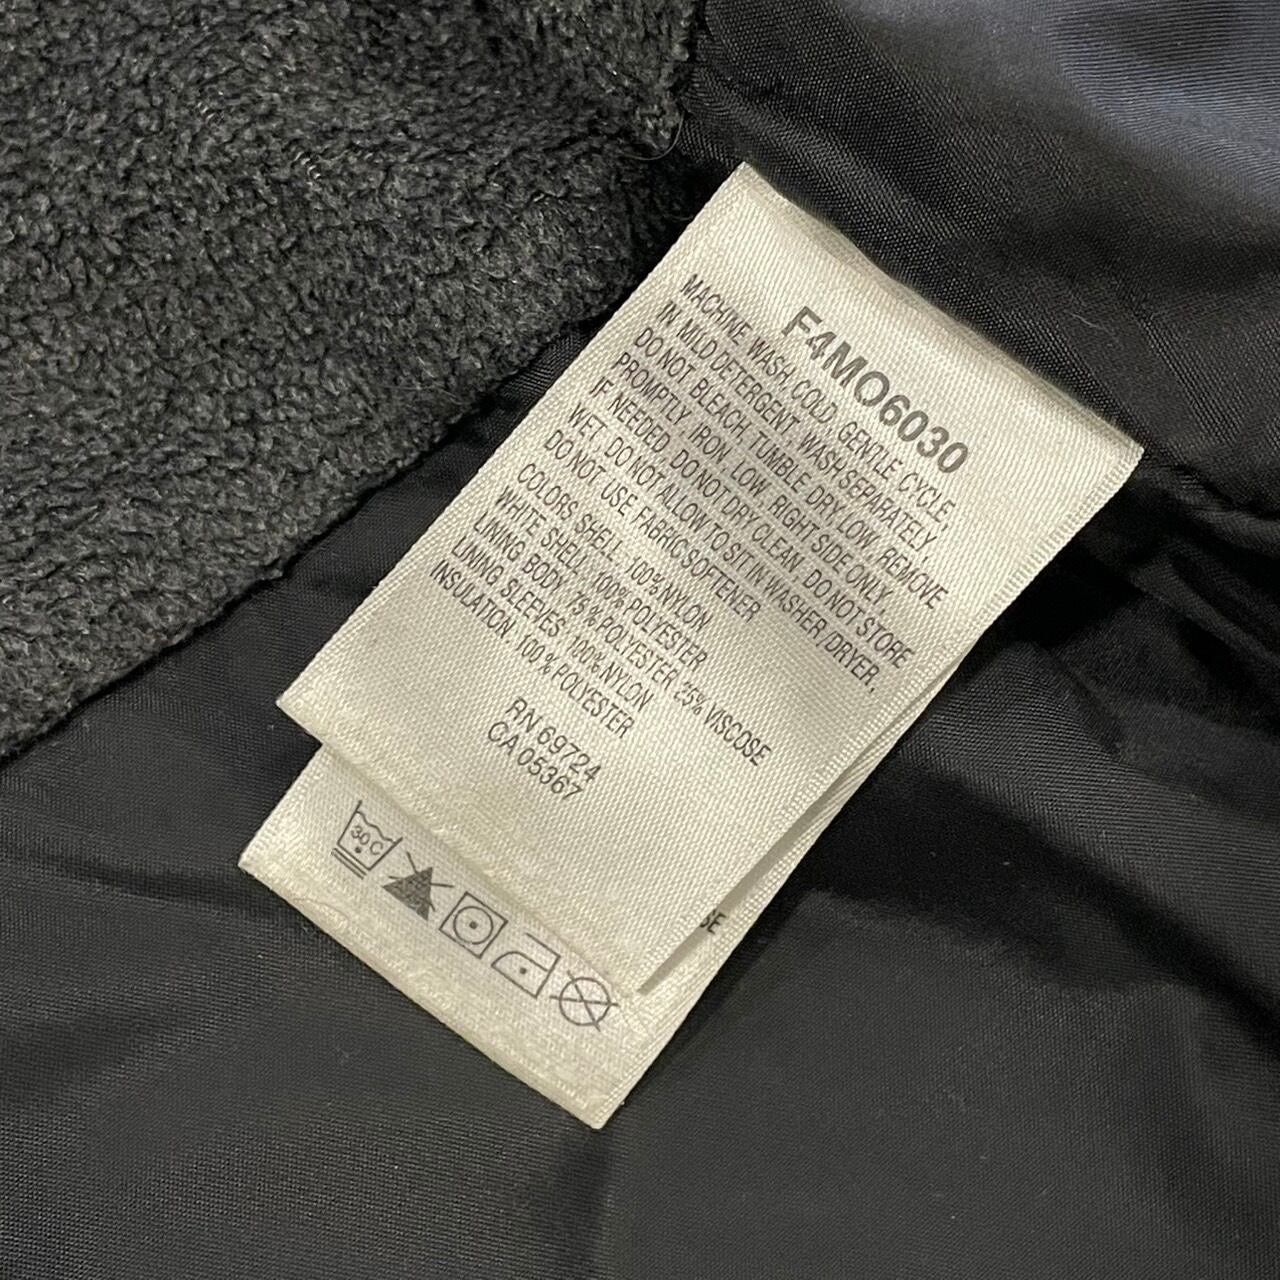 F4MO6030
MACHINE WASH COLD GENTLE CYCLE,
IN MILD DETERGENT, WASH SEPARATELY,
DO NOT BLEACH, TUMBLE DRY LOW, REMOVE
PROMPTLY, IRON LOW RIGHT SIDE ONLY,
IF NEEDED, DO NOT DRY CLEAN, DO NOT STORE
WET, DO NOT ALLOW TO SIT IN WASHER /DRYER,
DO NOT USE FABRIC SOFTENER
COLORS SHELL: 100% NYLON
WHITE SHELL: 100% POLYESTER
LINING BODY: 75% POLYESTER 25% VISCOSE
LINING SLEEVES: 100% NYLON
INSULATION: 100% POLYESTER
RN 69724
CA 05367
SE
30C